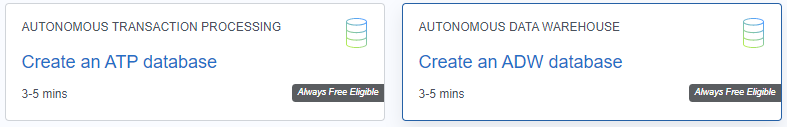 AUTONOMOUS TRANSACTION PROCESSING
Create an ATP database
3-5 mins
Always Free Eligible
AUTONOMOUS DATA WAREHOUSE
Create an ADW database
3-5 mins
Always Free Eligible